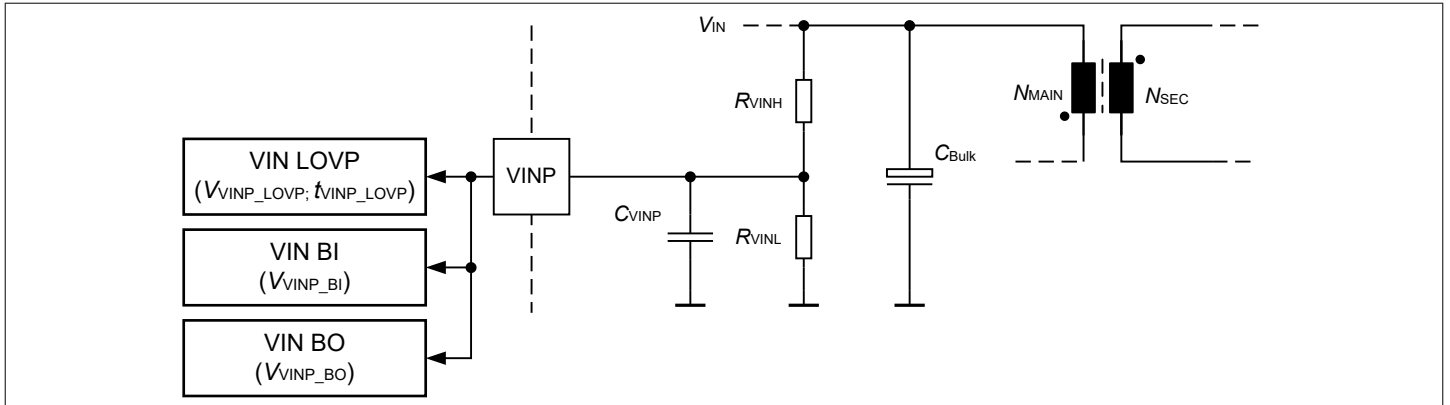 VIN
RVINH
NMAIN
NSEC
VIN LOVP
(VVINP_LOVP; tVINP_LOVP)
VINP
CBulk
CVINP
RVINL
VIN BI
(VVINP_BI)
VIN BO
(VVINP_BO)